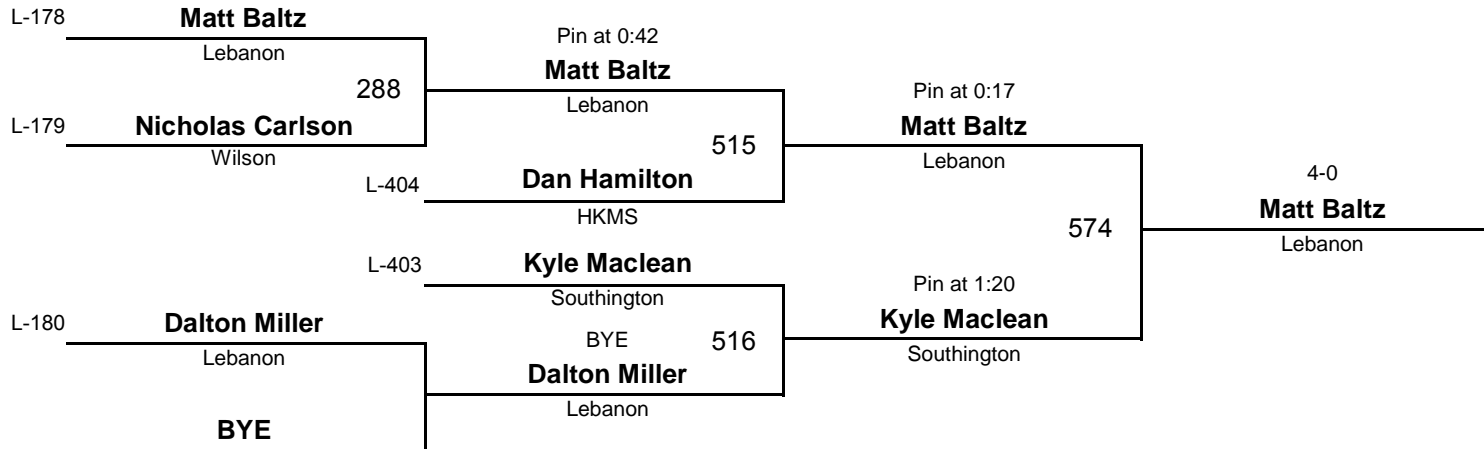 L-178
Matt Baltz
Lebanon
288
L-179
Nicholas Carlson
Wilson
Pin at 0:42
Matt Baltz
Lebanon
515
L-404
Dan Hamilton
HKMS
Pin at 0:17
Matt Baltz
Lebanon
574
4-0
Matt Baltz
Lebanon
L-403
Kyle Maclean
Southington
516
Pin at 1:20
Kyle Maclean
Southington
L-180
Dalton Miller
Lebanon
BYE
Dalton Miller
Lebanon
BYE